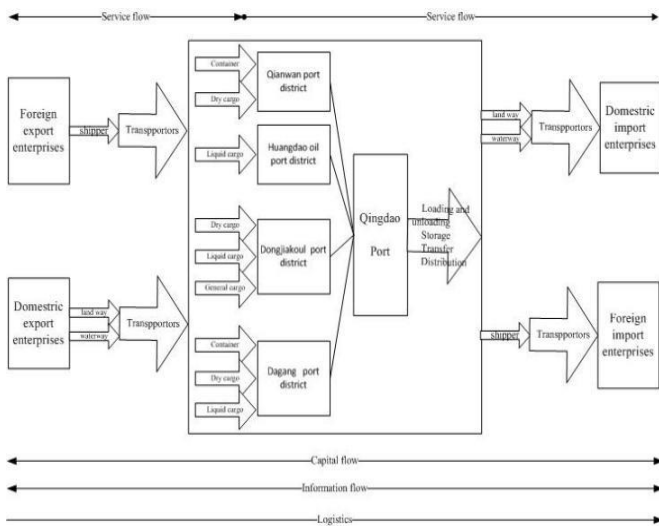 Service flow
Service flow
Foreign
export
enterprises
shipper
Transpportors
Domestric
export
enterprises
land way
waterway
Transpportors
Container
Dry cargo
Qianwan port
district
Liquid cargo
Huangdao oil
port district
Dry cargo
Liquid cargo
General cargo
Dongjiakoul port
district
Container
Dry cargo
Liquid cargo
Dagang port
district
Qingdao
Port
Loading and
unloading
Storage
Transfer
Distribution
land way
waterway
Transpportors
Domestric
import
enterprises
shipper
Transpportors
Foreign
import
enterprises
Capital flow
Information flow
Logistics